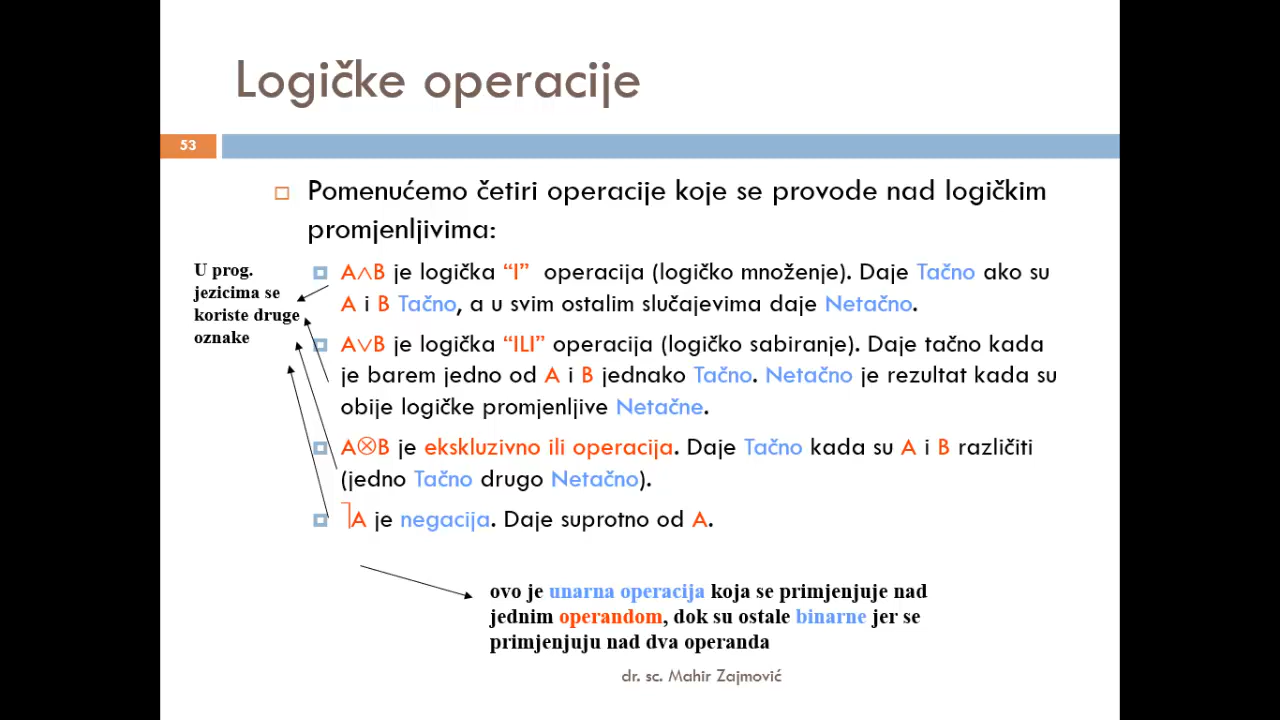 Logičke operacije
53
Pomenućemo četiri operacije koje se provode nad logičkim
promjenljivima:
U prog.
jezicima se
koriste druge
oznake
A∧B je logička “I” operacija (logičko množenje). Daje Tačno ako su
A i B Tačno, a u svim ostalim slučajevima daje Netačno.
A∨B je logička “ILI” operacija (logičko sabiranje). Daje tačno kada
je barem jedno od A i B jednako Tačno. Netačno je rezultat kada su
obije logičke promjenljive Netačne.
A⊗B je ekskluzivno ili operacija. Daje Tačno kada su A i B različiti
(jedno Tačno drugo Netačno).
⏋A je negacija. Daje suprotno od A.
ovo je unarna operacija koja se primjenjuje nad
jednim operandom, dok su ostale binarne jer se
primjenjuju nad dva operanda
dr. sc. Mahir Zajmović